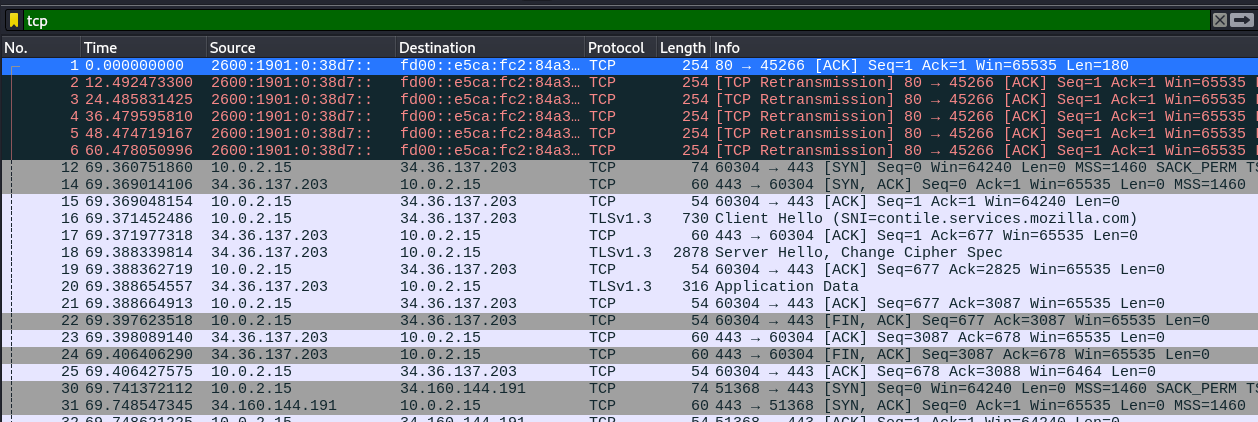 tcp
No. Time Source Destination Protocol Length Info
1 0.000000000 2600:1901:0:38d7:: fd00::e5ca:fc2:84a3… TCP 254 80 → 45266 [ACK] Seq=1 Ack=1 Win=65535 Len=180
2 12.492473300 2600:1901:0:38d7:: fd00::e5ca:fc2:84a3… TCP 254 [TCP Retransmission] 80 → 45266 [ACK] Seq=1 Ack=1 Win=65535
3 24.485831425 2600:1901:0:38d7:: fd00::e5ca:fc2:84a3… TCP 254 [TCP Retransmission] 80 → 45266 [ACK] Seq=1 Ack=1 Win=65535
4 36.479595810 2600:1901:0:38d7:: fd00::e5ca:fc2:84a3… TCP 254 [TCP Retransmission] 80 → 45266 [ACK] Seq=1 Ack=1 Win=65535
5 48.474719167 2600:1901:0:38d7:: fd00::e5ca:fc2:84a3… TCP 254 [TCP Retransmission] 80 → 45266 [ACK] Seq=1 Ack=1 Win=65535
6 60.478050996 2600:1901:0:38d7:: fd00::e5ca:fc2:84a3… TCP 254 [TCP Retransmission] 80 → 45266 [ACK] Seq=1 Ack=1 Win=65535
12 69.360751860 10.0.2.15 34.36.137.203 TCP 74 60304 → 443 [SYN] Seq=0 Win=64240 Len=0 MSS=1460 SACK_PERM
14 69.369014106 34.36.137.203 10.0.2.15 TCP 60 443 → 60304 [SYN, ACK] Seq=0 Ack=1 Win=65535 Len=0 MSS=1460
15 69.369048154 10.0.2.15 34.36.137.203 TCP 54 60304 → 443 [ACK] Seq=1 Ack=1 Win=64240 Len=0
16 69.371452486 10.0.2.15 34.36.137.203 TLSv1.3 730 Client Hello (SNI=contile.services.mozilla.com)
17 69.371977318 34.36.137.203 10.0.2.15 TCP 60 443 → 60304 [ACK] Seq=1 Ack=677 Win=65535 Len=0
18 69.388339814 34.36.137.203 10.0.2.15 TLSv1.3 2878 Server Hello, Change Cipher Spec
19 69.388362719 10.0.2.15 34.36.137.203 TCP 54 60304 → 443 [ACK] Seq=677 Ack=2825 Win=65535 Len=0
20 69.388654557 34.36.137.203 10.0.2.15 TLSv1.3 316 Application Data
21 69.388664913 10.0.2.15 34.36.137.203 TCP 54 60304 → 443 [ACK] Seq=677 Ack=3087 Win=65535 Len=0
22 69.397623518 10.0.2.15 34.36.137.203 TCP 54 60304 → 443 [FIN, ACK] Seq=677 Ack=3087 Win=65535 Len=0
23 69.398089140 34.36.137.203 10.0.2.15 TCP 60 443 → 60304 [ACK] Seq=3087 Ack=678 Win=65535 Len=0
24 69.406406290 34.36.137.203 10.0.2.15 TCP 60 443 → 60304 [FIN, ACK] Seq=3087 Ack=678 Win=65535 Len=0
25 69.406427575 10.0.2.15 34.36.137.203 TCP 54 60304 → 443 [ACK] Seq=678 Ack=3088 Win=6464 Len=0
30 69.741372112 10.0.2.15 34.160.144.191 TCP 74 51368 → 443 [SYN] Seq=0 Win=64240 Len=0 MSS=1460 SACK_PERM
31 69.748547345 34.160.144.191 10.0.2.15 TCP 60 443 → 51368 [SYN, ACK] Seq=0 Ack=1 Win=65535 Len=0 MSS=1460